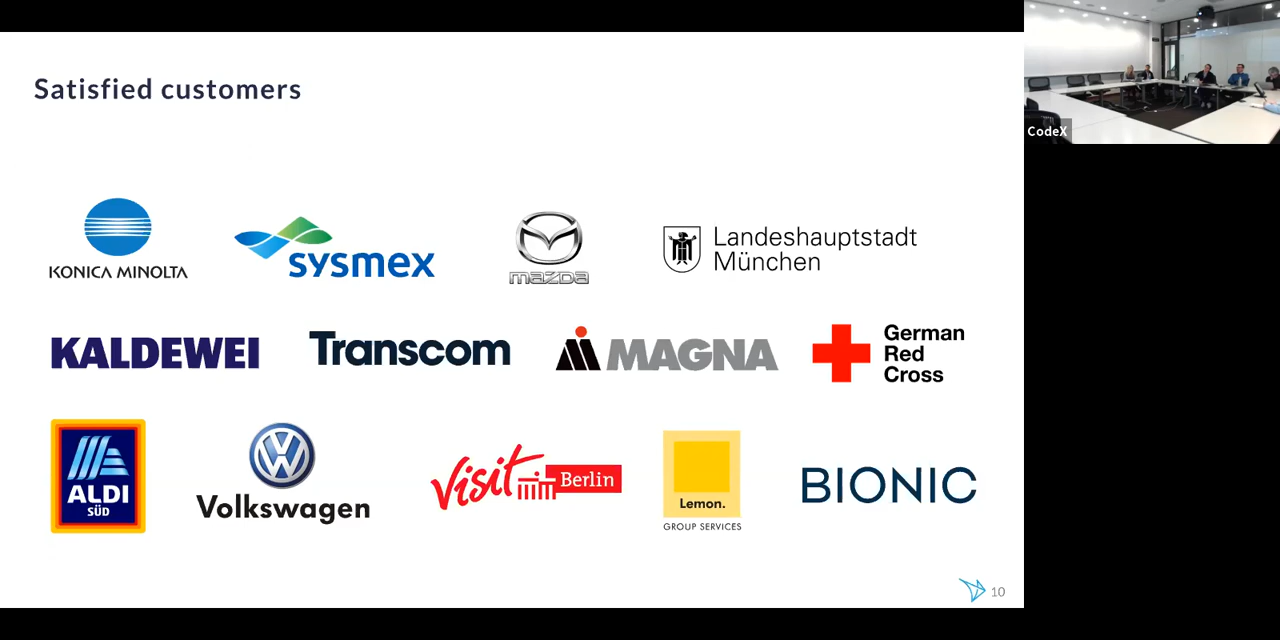 Satisfied customers
CodeX
KONICA MINOLTA
sysmex
mazda
Landeshauptstadt
München
KALDEWEI
Transcom
MAGNA
German
Red
Cross
ALDI
SÜD
Volkswagen
Visit Berlin
Lemon.
GROUP SERVICES
BIONIC
10